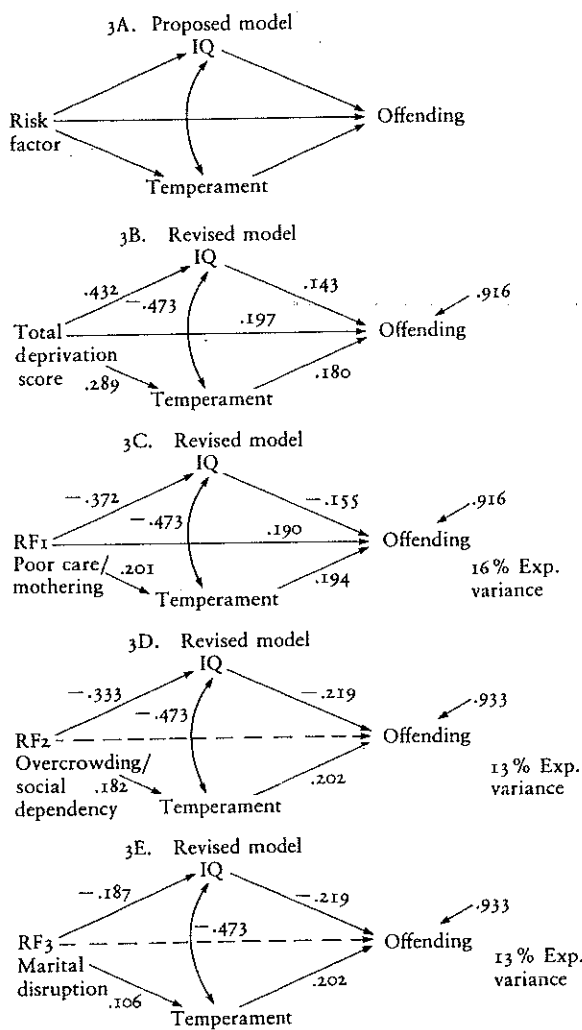 3A. Proposed model
IQ
Risk
factor
Offending
Temperament
3B. Revised model
IQ
.432
−.473
.143
.916
Total
deprivation
score
.197
Offending
.289
.180
Temperament
3C. Revised model
IQ
−.372
−.155
.916
−.473
.190
RF1
Offending
Poor care/
mothering
.201
.194
16% Exp.
variance
Temperament
3D. Revised model
IQ
−.333
−.219
.933
−.473
RF2
Offending
Overcrowding/
social
dependency
.182
.202
13% Exp.
variance
Temperament
3E. Revised model
IQ
−.187
−.219
.933
−.473
RF3
Offending
Marital
disruption
.106
.202
13% Exp.
variance
Temperament